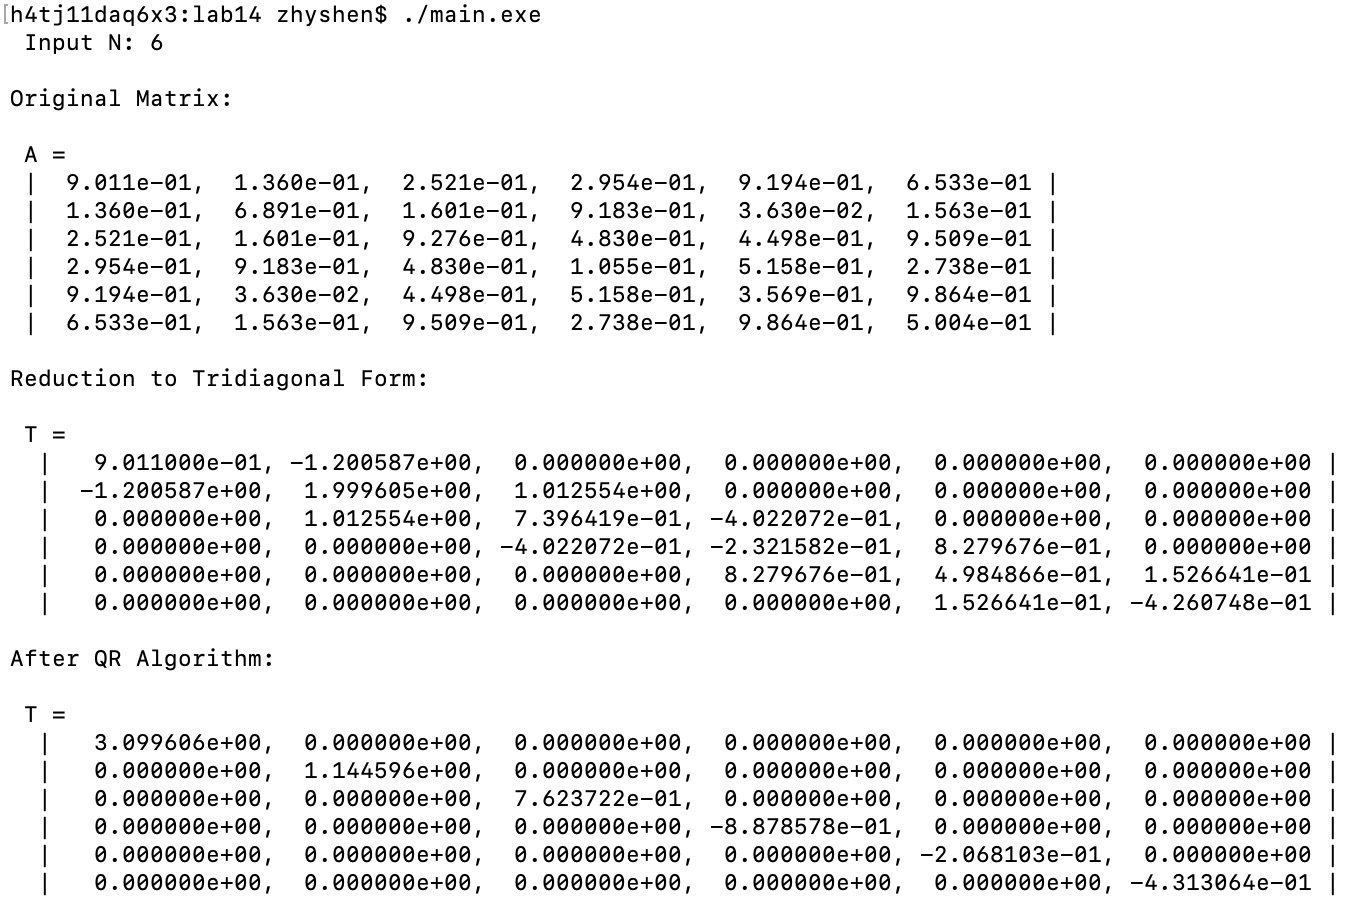 [h4tj11daq6x3:lab14 zhyshen$ ./main.exe
Input N: 6
Original Matrix:
A =
| 9.011e-01, 1.360e-01, 2.521e-01, 2.954e-01, 9.194e-01, 6.533e-01 |
| 1.360e-01, 6.891e-01, 1.601e-01, 9.183e-01, 3.630e-02, 1.563e-01 |
| 2.521e-01, 1.601e-01, 9.276e-01, 4.830e-01, 4.498e-01, 9.509e-01 |
| 2.954e-01, 9.183e-01, 4.830e-01, 1.055e-01, 5.158e-01, 2.738e-01 |
| 9.194e-01, 3.630e-02, 4.498e-01, 5.158e-01, 3.569e-01, 9.864e-01 |
| 6.533e-01, 1.563e-01, 9.509e-01, 2.738e-01, 9.864e-01, 5.004e-01 |
Reduction to Tridiagonal Form:
T =
| 9.011000e-01, -1.200587e+00, 0.000000e+00, 0.000000e+00, 0.000000e+00, 0.000000e+00 |
| -1.200587e+00, 1.999605e+00, 1.012554e+00, 0.000000e+00, 0.000000e+00, 0.000000e+00 |
| 0.000000e+00, 1.012554e+00, 7.396419e-01, -4.022072e-01, 0.000000e+00, 0.000000e+00 |
| 0.000000e+00, 0.000000e+00, -4.022072e-01, -2.321582e-01, 8.279676e-01, 0.000000e+00 |
| 0.000000e+00, 0.000000e+00, 0.000000e+00, 8.279676e-01, 4.984866e-01, 1.526641e-01 |
| 0.000000e+00, 0.000000e+00, 0.000000e+00, 0.000000e+00, 1.526641e-01, -4.260748e-01 |
After QR Algorithm:
T =
| 3.099606e+00, 0.000000e+00, 0.000000e+00, 0.000000e+00, 0.000000e+00, 0.000000e+00 |
| 0.000000e+00, 1.144596e+00, 0.000000e+00, 0.000000e+00, 0.000000e+00, 0.000000e+00 |
| 0.000000e+00, 0.000000e+00, 7.623722e-01, 0.000000e+00, 0.000000e+00, 0.000000e+00 |
| 0.000000e+00, 0.000000e+00, 0.000000e+00, -8.878578e-01, 0.000000e+00, 0.000000e+00 |
| 0.000000e+00, 0.000000e+00, 0.000000e+00, 0.000000e+00, -2.068103e-01, 0.000000e+00 |
| 0.000000e+00, 0.000000e+00, 0.000000e+00, 0.000000e+00, 0.000000e+00, -4.313064e-01 |